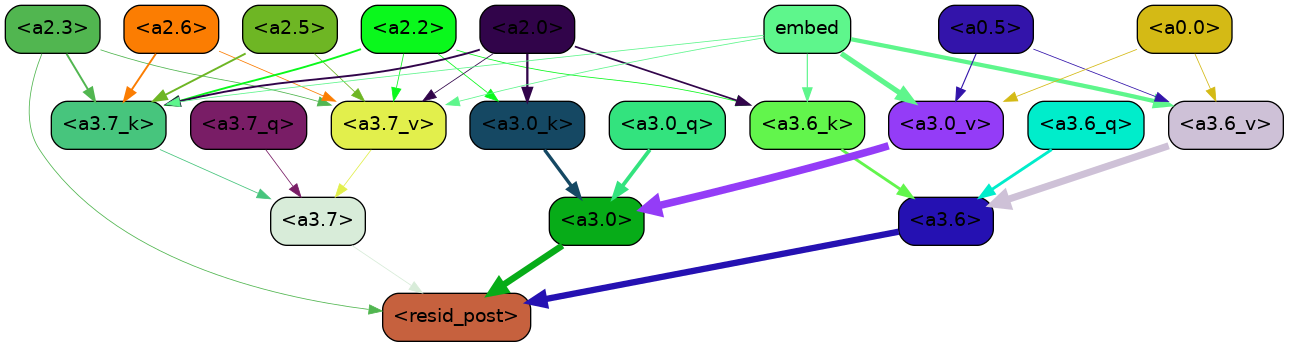 <a2.3> <a2.6> <a2.5> <a2.2> <a2.0> embed <a0.5> <a0.0>
<a3.7_k> <a3.7_q> <a3.7_v> <a3.0_k> <a3.0_q> <a3.6_k> <a3.0_v> <a3.6_q> <a3.6_v>
<a3.7> <a3.0> <a3.6>
<resid_post>